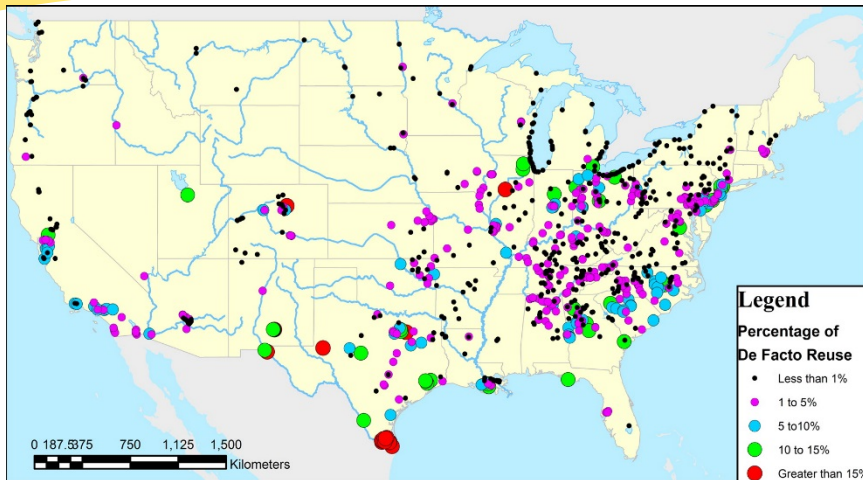 Legend
Percentage of
De Facto Reuse
Less than 1%
1 to 5%
5 to10%
10 to 15%
Greater than 15%
0 187.5375 750 1,125 1,500
Kilometers